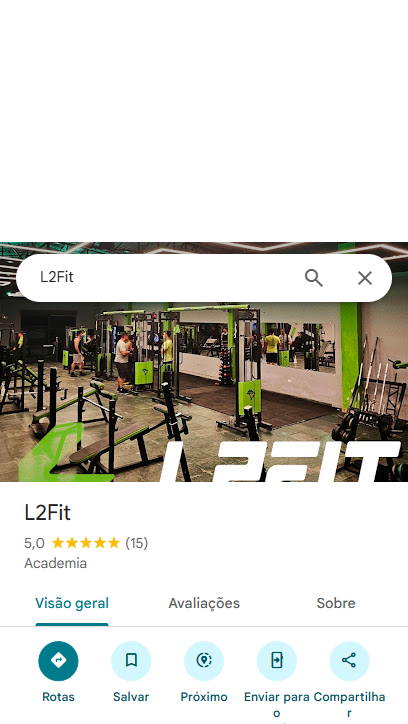 L2Fit
L2FIT
L2Fit
5,0 (15)
Academia
Visão geral Avaliações Sobre
Rotas Salvar Próximo Enviar para o Compartilhar